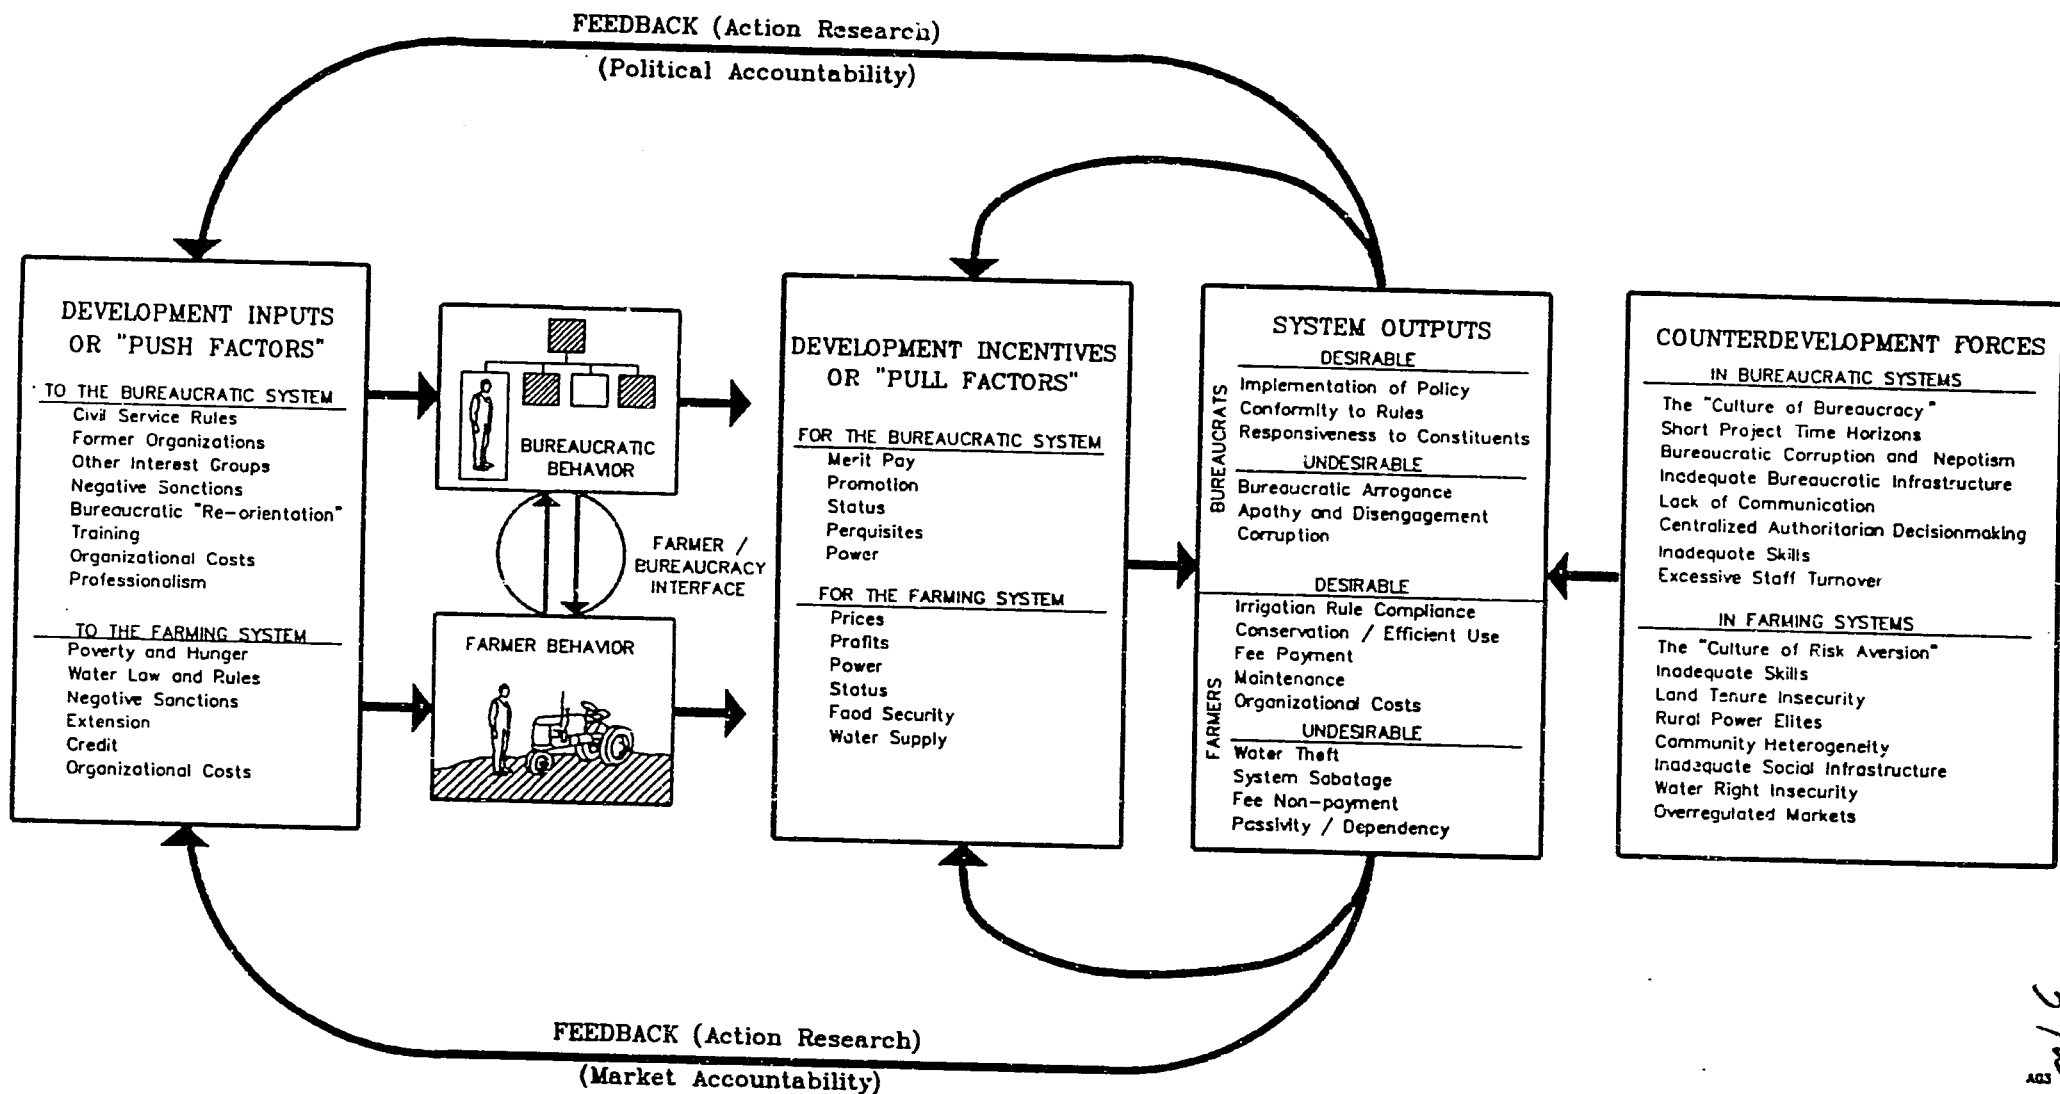 FEEDBACK (Action Research)
(Political Accountability)
DEVELOPMENT INPUTS
OR "PUSH FACTORS"
TO THE BUREAUCRATIC SYSTEM
Civil Service Rules
Former Organizations
Other Interest Groups
Negative Sanctions
Bureaucratic "Re-orientation"
Training
Organizational Costs
Professionalism
TO THE FARMING SYSTEM
Poverty and Hunger
Water Law and Rules
Negative Sanctions
Extension
Credit
Organizational Costs
BUREAUCRATIC
BEHAVIOR
FARMER /
BUREAUCRACY
INTERFACE
FARMER BEHAVIOR
DEVELOPMENT INCENTIVES
OR "PULL FACTORS"
FOR THE BUREAUCRATIC SYSTEM
Merit Pay
Promotion
Status
Perquisites
Power
FOR THE FARMING SYSTEM
Prices
Profits
Power
Status
Food Security
Water Supply
SYSTEM OUTPUTS
BUREAUCRATS
DESIRABLE
Implementation of Policy
Conformity to Rules
Responsiveness to Constituents
UNDESIRABLE
Bureaucratic Arrogance
Apathy and Disengagement
Corruption
FARMERS
DESIRABLE
Irrigation Rule Compliance
Conservation / Efficient Use
Fee Payment
Maintenance
Organizational Costs
UNDESIRABLE
Water Theft
System Sabatage
Fee Non-payment
Passivity / Dependency
COUNTERDEVELOPMENT FORCES
IN BUREAUCRATIC SYSTEMS
The "Culture of Bureaucracy"
Short Project Time Horizons
Bureaucratic Corruption and Nepotism
Inadequate Bureaucratic Infrastructure
Lack of Communication
Centralized Authoritarian Decisionmaking
Inadequate Skills
Excessive Staff Turnover
IN FARMING SYSTEMS
The "Culture of Risk Aversion"
Inadequate Skills
Land Tenure Insecurity
Rural Power Elites
Community Heterogeneity
Inadequate Social Infrastructure
Water Right Insecurity
Overregulated Markets
FEEDBACK (Action Research)
(Market Accountability)
AG3